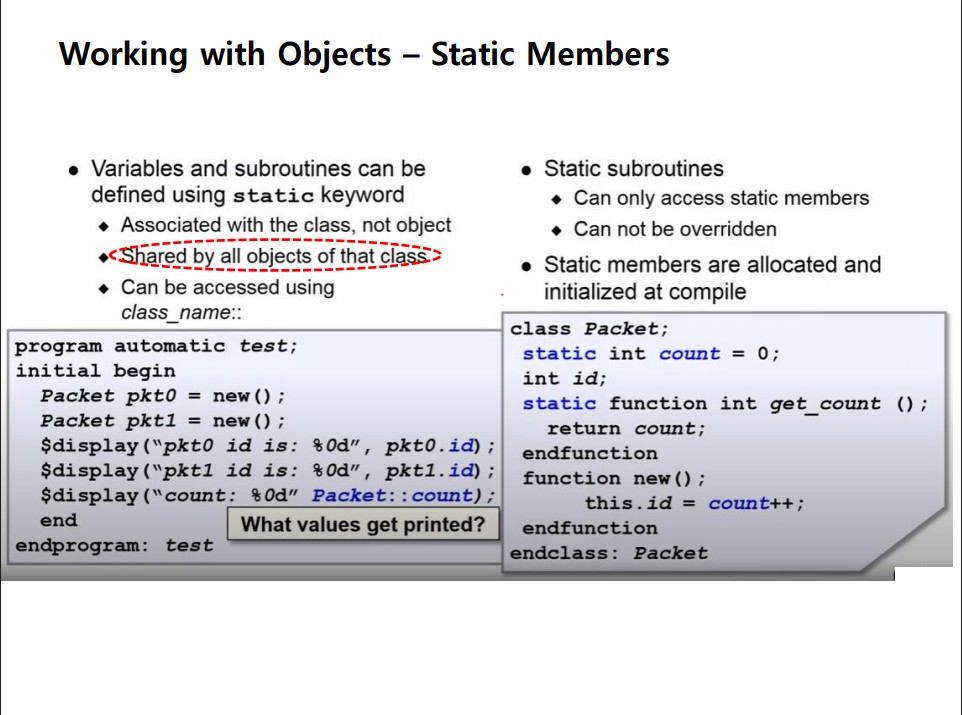 Working with Objects – Static Members
● Variables and subroutines can be
defined using static keyword
◆ Associated with the class, not object
◆ Shared by all objects of that class
◆ Can be accessed using
class_name::
program automatic test;
initial begin
Packet pkt0 = new();
Packet pkt1 = new();
$display(“pkt0 id is: %0d”, pkt0.id);
$display(“pkt1 id is: %0d”, pkt1.id);
$display(“count: %0d” Packet::count);
end
What values get printed?
endprogram: test
● Static subroutines
◆ Can only access static members
◆ Can not be overridden
● Static members are allocated and
initialized at compile
class Packet;
static int count = 0;
int id;
static function int get_count ();
return count;
endfunction
function new();
this.id = count++;
endfunction
endclass: Packet